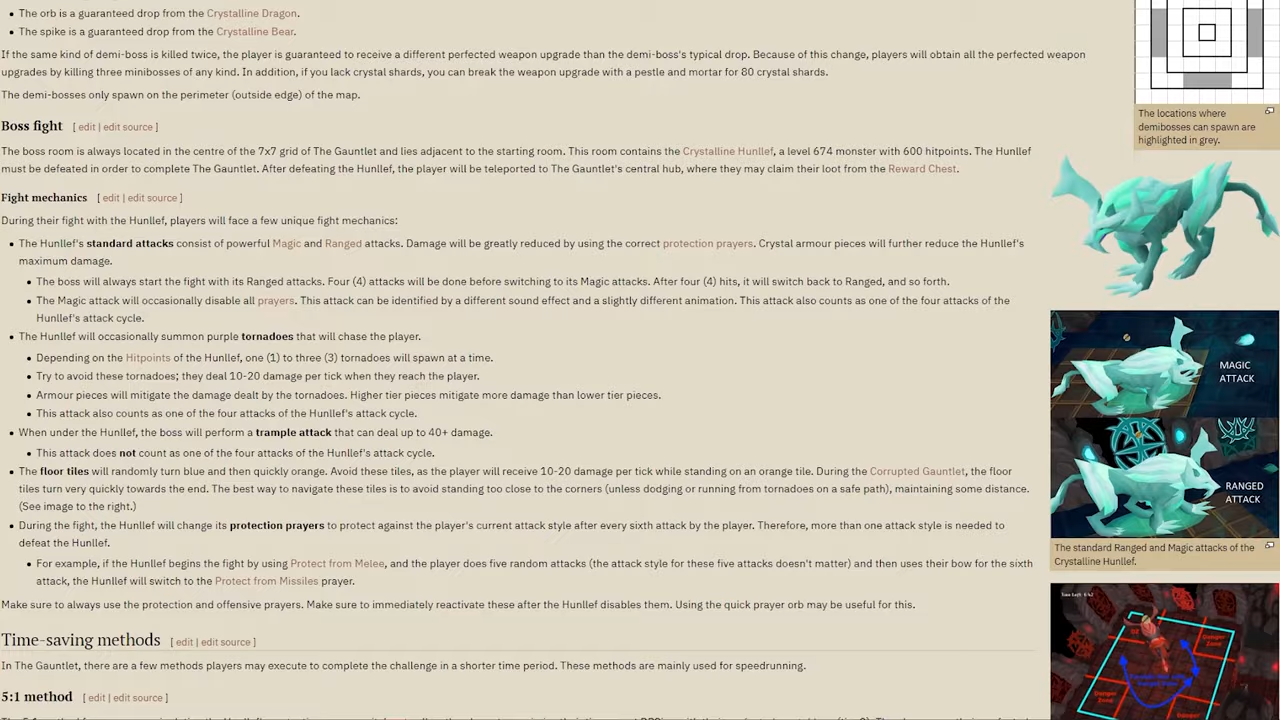 The orb is a guaranteed drop from the Crystalline Dragon.
The spike is a guaranteed drop from the Crystalline Bear.
If the same kind of demi-boss is killed twice, the player is guaranteed to receive a different perfected weapon upgrade than the demi-boss's typical drop. Because of this change, players will obtain all the perfected weapon
upgrades by killing three minibosses of any kind. In addition, if you lack crystal shards, you can break the weapon upgrade with a pestle and mortar for 80 crystal shards.
The demi-bosses only spawn on the perimeter (outside edge) of the map.
The locations where
demibosses can spawn are
highlighted in grey.
Boss fight [ edit | edit source ]
The boss room is always located in the centre of the 7x7 grid of The Gauntlet and lies adjacent to the starting room. This room contains the Crystalline Hunllef, a level 674 monster with 600 hitpoints. The Hunllef
must be defeated in order to complete The Gauntlet. After defeating the Hunllef, the player will be teleported to The Gauntlet's central hub, where they may claim their loot from the Reward Chest.
Fight mechanics [ edit | edit source ]
During their fight with the Hunllef, players will face a few unique fight mechanics:
The Hunllef's standard attacks consist of powerful Magic and Ranged attacks. Damage will be greatly reduced by using the correct protection prayers. Crystal armour pieces will further reduce the Hunllef's
maximum damage.
The boss will always start the fight with its Ranged attacks. Four (4) attacks will be done before switching to its Magic attacks. After four (4) hits, it will switch back to Ranged, and so forth.
The Magic attack will occasionally disable all prayers. This attack can be identified by a different sound effect and a slightly different animation. This attack also counts as one of the four attacks of the
Hunllef's attack cycle.
The Hunllef will occasionally summon purple tornadoes that will chase the player.
Depending on the Hitpoints of the Hunllef, one (1) to three (3) tornadoes will spawn at a time.
Try to avoid these tornadoes; they deal 10-20 damage per tick when they reach the player.
Armour pieces will mitigate the damage dealt by the tornadoes. Higher tier pieces mitigate more damage than lower tier pieces.
This attack also counts as one of the four attacks of the Hunllef's attack cycle.
When under the Hunllef, the boss will perform a trample attack that can deal up to 40+ damage.
This attack does not count as one of the four attacks of the Hunllef's attack cycle.
The floor tiles will randomly turn blue and then quickly orange. Avoid these tiles, as the player will receive 10-20 damage per tick while standing on an orange tile. During the Corrupted Gauntlet, the floor
tiles turn very quickly towards the end. The best way to navigate these tiles is to avoid standing too close to the corners (unless dodging or running from tornadoes on a safe path), maintaining some distance.
(See image to the right.)
During the fight, the Hunllef will change its protection prayers to protect against the player's current attack style after every sixth attack by the player. Therefore, more than one attack style is needed to
defeat the Hunllef.
For example, if the Hunllef begins the fight by using Protect from Melee, and the player does five random attacks (the attack style for these five attacks doesn't matter) and then uses their bow for the sixth
attack, the Hunllef will switch to the Protect from Missiles prayer.
Make sure to always use the protection and offensive prayers. Make sure to immediately reactivate these after the Hunllef disables them. Using the quick prayer orb may be useful for this.
MAGIC
ATTACK
RANGED
ATTACK
The standard Ranged and Magic attacks of the
Crystalline Hunllef.
Time-saving methods [ edit | edit source ]
In The Gauntlet, there are a few methods players may execute to complete the challenge in a shorter time period. These methods are mainly used for speedrunning.
5:1 method [ edit | edit source ]
Danger
Zone
Danger
Zone
Danger